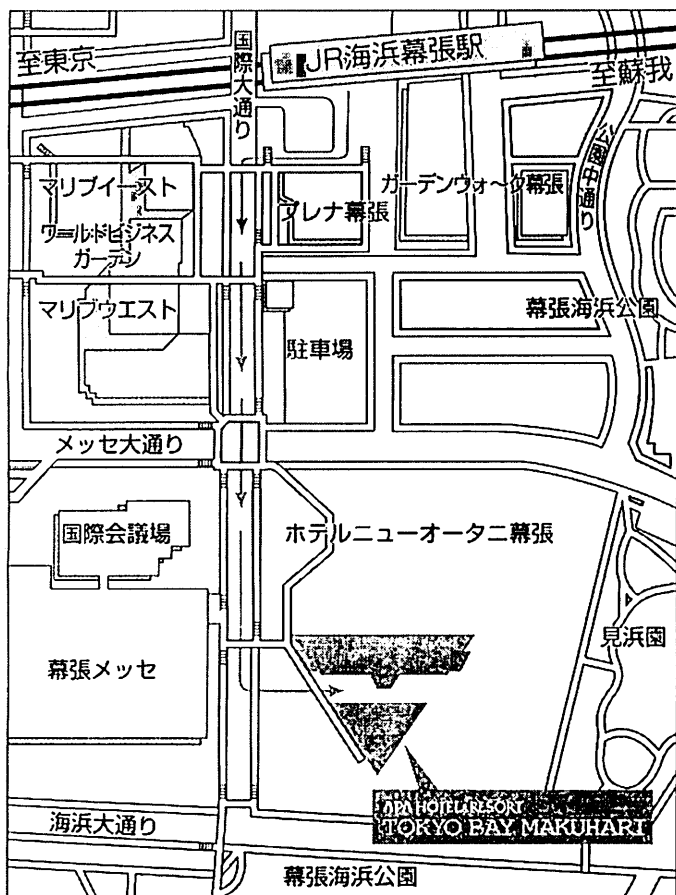 至東京
国際大通り
JR海浜幕張駅
至蘇我
公園中通り
マリブイースト
プレナ幕張
ガーデンウォーク幕張
ワールドビジネス
ガーデン
マリブウエスト
駐車場
幕張海浜公園
メッセ大通り
国際会議場
ホテルニューオータニ幕張
見浜園
幕張メッセ
APA HOTEL&RESORT
TOKYO BAY MAKUHARI
海浜大通り
幕張海浜公園